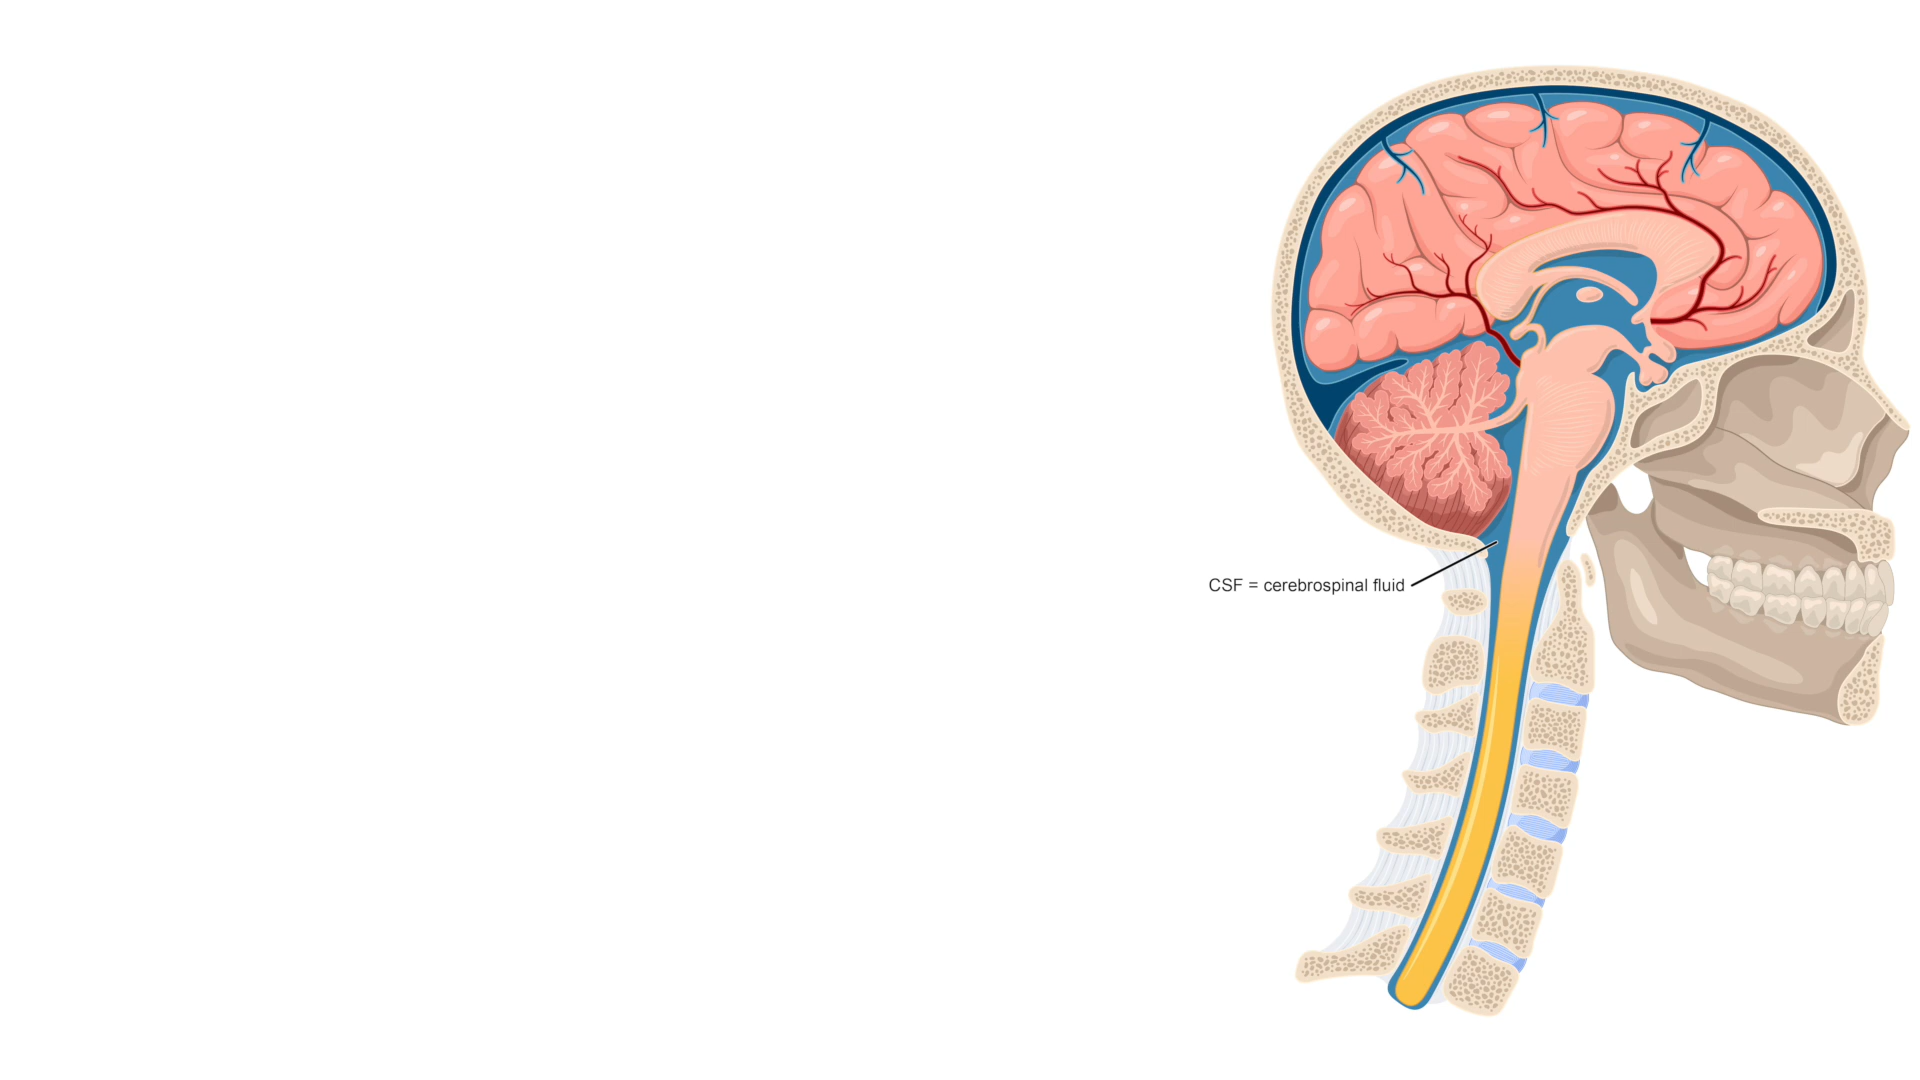 CSF = cerebrospinal fluid